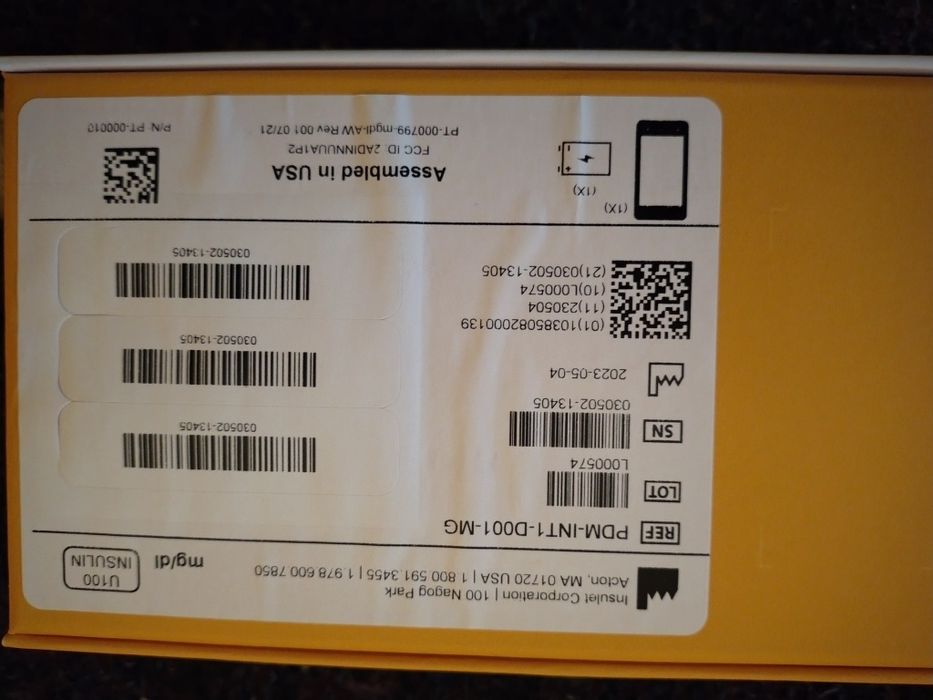 Insulet Corporation | 100 Nagog Park
Acton, MA 01720 USA | 1 800 591.3455 | 1.978.600.7850
mg/dl
U100
INSULIN
REF
PDM-INT1-D001-MG
LOT
L000574
SN
030502-13405
2023-05-04
(01)10385082000139
(11)230504
(10)L000574
(21)030502-13405
030502-13405
030502-13405
030502-13405
(1X)
(1X)
Assembled in USA
FCC ID: 2ADINNUUA1P2
PT-000799-mgdl-AW Rev 001 07/21
P/N: PT-000010